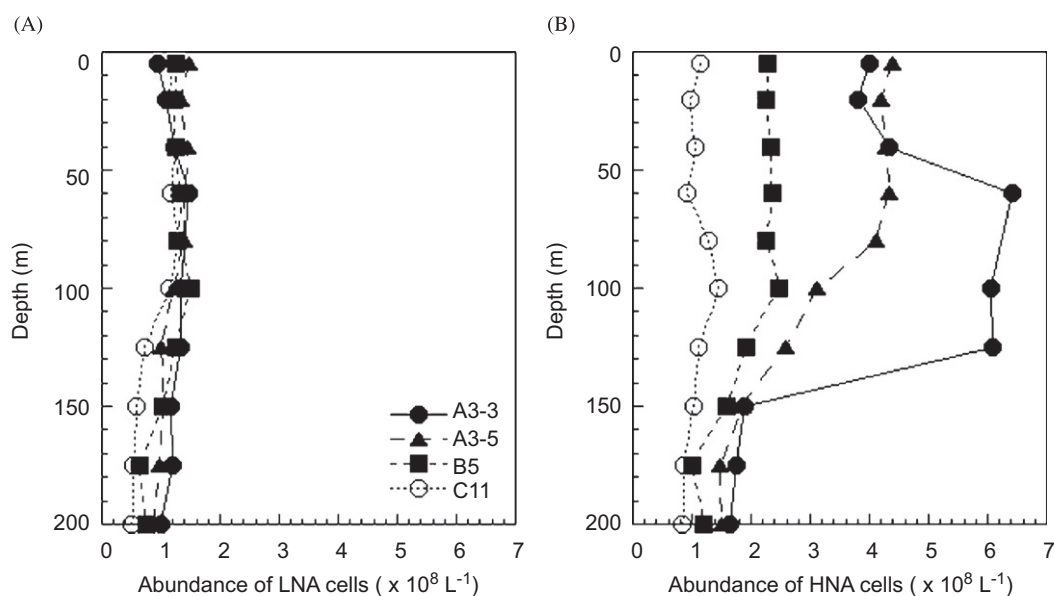 (A)
(B)
0
50
100
150
200
Depth (m)
A3-3
A3-5
B5
C11
0 1 2 3 4 5 6 7
Abundance of LNA cells ( x 10⁸ L⁻¹)
0
50
100
150
200
Depth (m)
0 1 2 3 4 5 6 7
Abundance of HNA cells ( x 10⁸ L⁻¹)